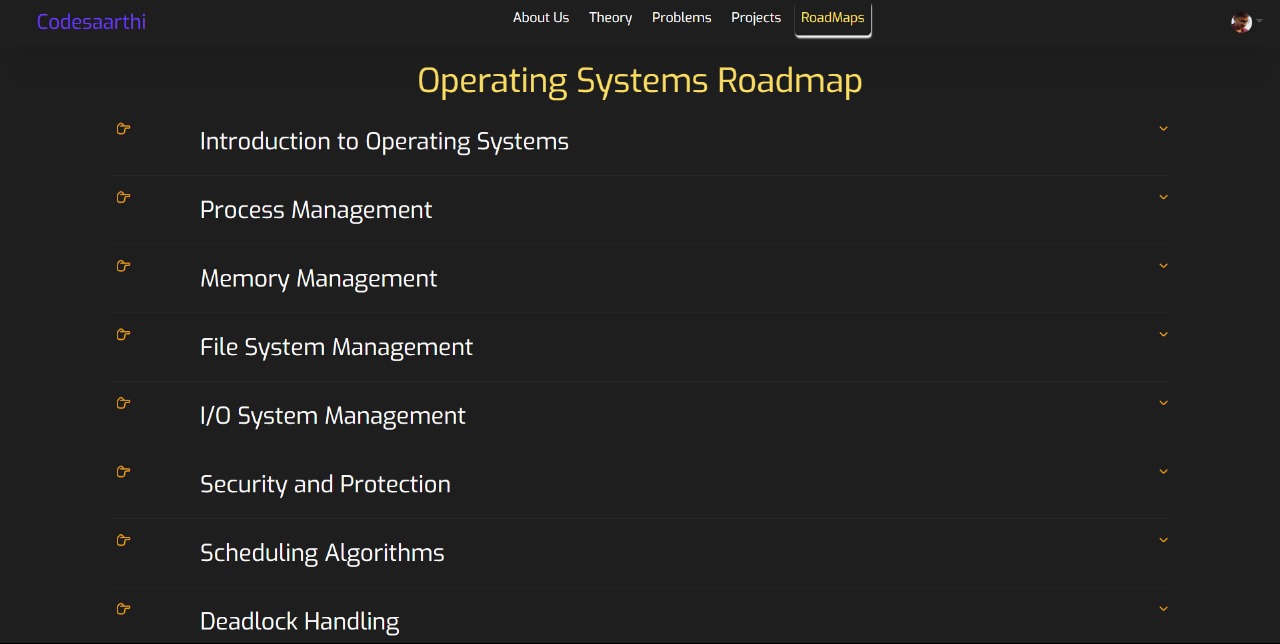 Codesaarthi
About Us Theory Problems Projects RoadMaps
Operating Systems Roadmap
Introduction to Operating Systems
Process Management
Memory Management
File System Management
I/O System Management
Security and Protection
Scheduling Algorithms
Deadlock Handling